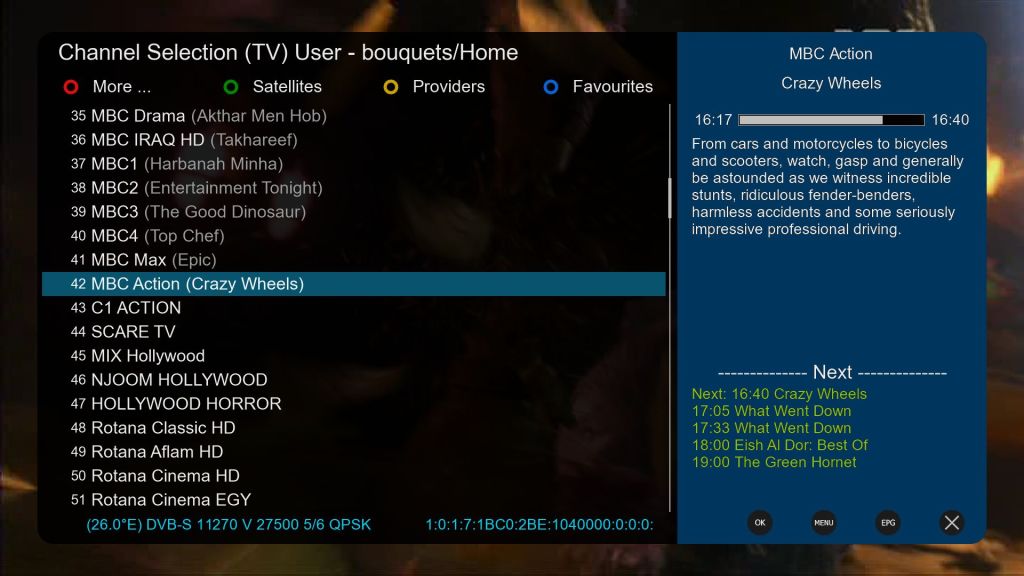 Channel Selection (TV) User - bouquets/Home
More ...
Satellites
Providers
Favourites
35 MBC Drama (Akthar Men Hob)
36 MBC IRAQ HD (Takhareef)
37 MBC1 (Harbanah Minha)
38 MBC2 (Entertainment Tonight)
39 MBC3 (The Good Dinosaur)
40 MBC4 (Top Chef)
41 MBC Max (Epic)
42 MBC Action (Crazy Wheels)
43 C1 ACTION
44 SCARE TV
45 MIX Hollywood
46 NJOOM HOLLYWOOD
47 HOLLYWOOD HORROR
48 Rotana Classic HD
49 Rotana Aflam HD
50 Rotana Cinema HD
51 Rotana Cinema EGY
(26.0°E) DVB-S 11270 V 27500 5/6 QPSK
1:0:1:7:1BC0:2BE:1040000:0:0:0:
MBC Action
Crazy Wheels
16:17
16:40
From cars and motorcycles to bicycles
and scooters, watch, gasp and generally
be astounded as we witness incredible
stunts, ridiculous fender-benders,
harmless accidents and some seriously
impressive professional driving.
-------------- Next --------------
Next: 16:40 Crazy Wheels
17:05 What Went Down
17:33 What Went Down
18:00 Eish Al Dor: Best Of
19:00 The Green Hornet
OK
MENU
EPG